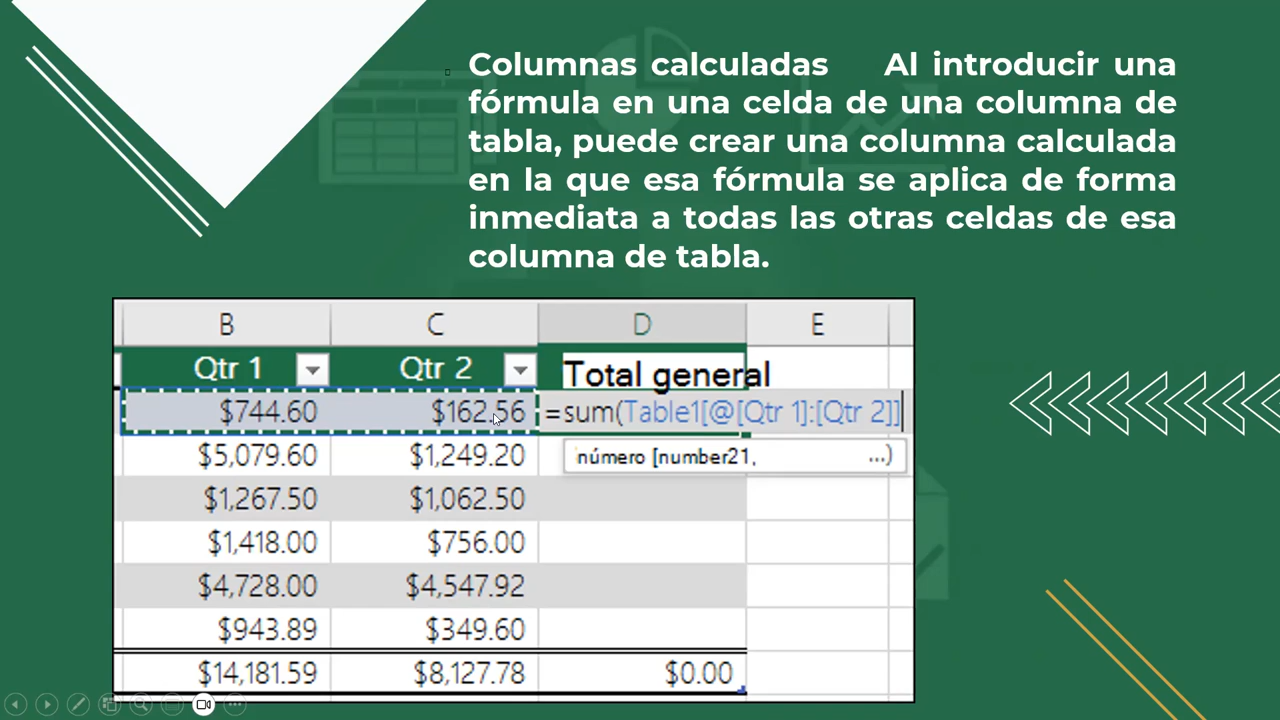 Columnas calculadas Al introducir una
fórmula en una celda de una columna de
tabla, puede crear una columna calculada
en la que esa fórmula se aplica de forma
inmediata a todas las otras celdas de esa
columna de tabla.
B C D E
Qtr 1 Qtr 2 Total general
$744.60 $162.56 =sum(Table1[@[Qtr 1]:[Qtr 2]]
$5,079.60 $1,249.20 número [number21, ...)
$1,267.50 $1,062.50
$1,418.00 $756.00
$4,728.00 $4,547.92
$943.89 $349.60
$14,181.59 $8,127.78 $0.00